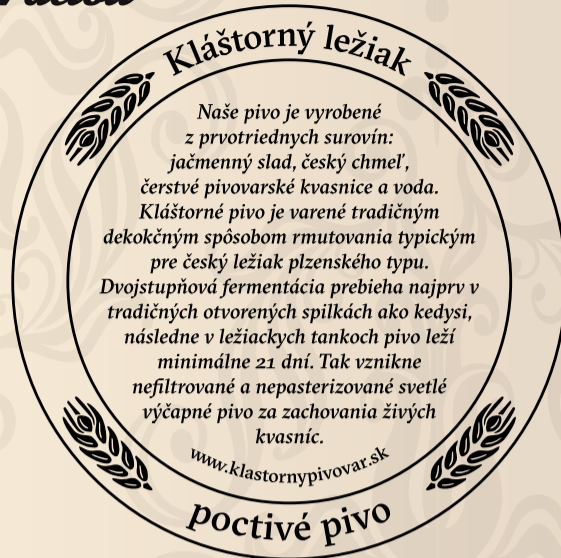 Kláštorný ležiak
Naše pivo je vyrobené
z prvotriednych surovín:
jačmenný slad, český chmeľ,
čerstvé pivovarské kvasnice a voda.
Kláštorné pivo je varené tradičným
dekokčným spôsobom rmutovania typickým
pre český ležiak plzenského typu.
Dvojstupňová fermentácia prebieha najprv v
tradičných otvorených spilkách ako kedysi,
následne v ležiackych tankoch pivo leží
minimálne 21 dní. Tak vznikne
nefiltrované a nepasterizované svetlé
výčapné pivo za zachovania živých
kvasníc.
www.klastornypivovar.sk
poctivé pivo